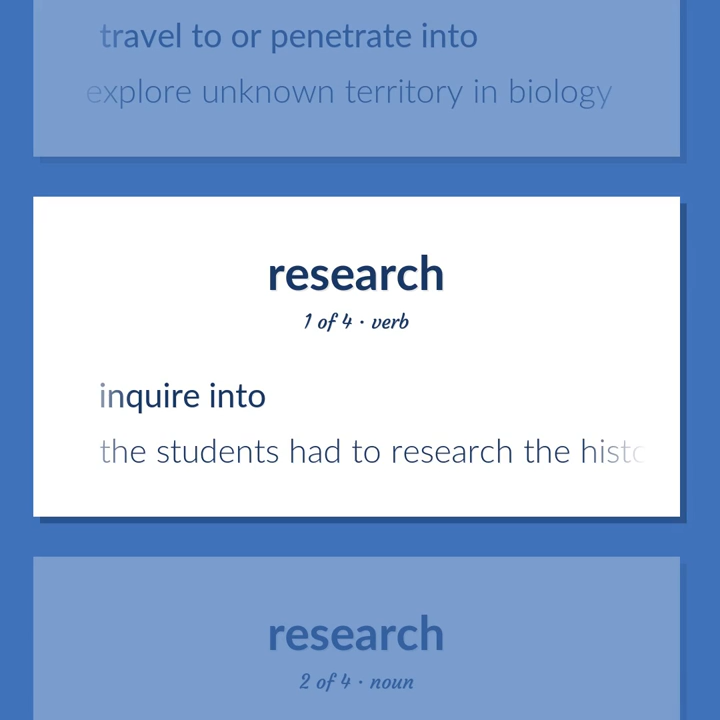 travel to or penetrate into
explore unknown territory in biology
research
1 of 4 · verb
inquire into
the students had to research the
research
2 of 4 · noun